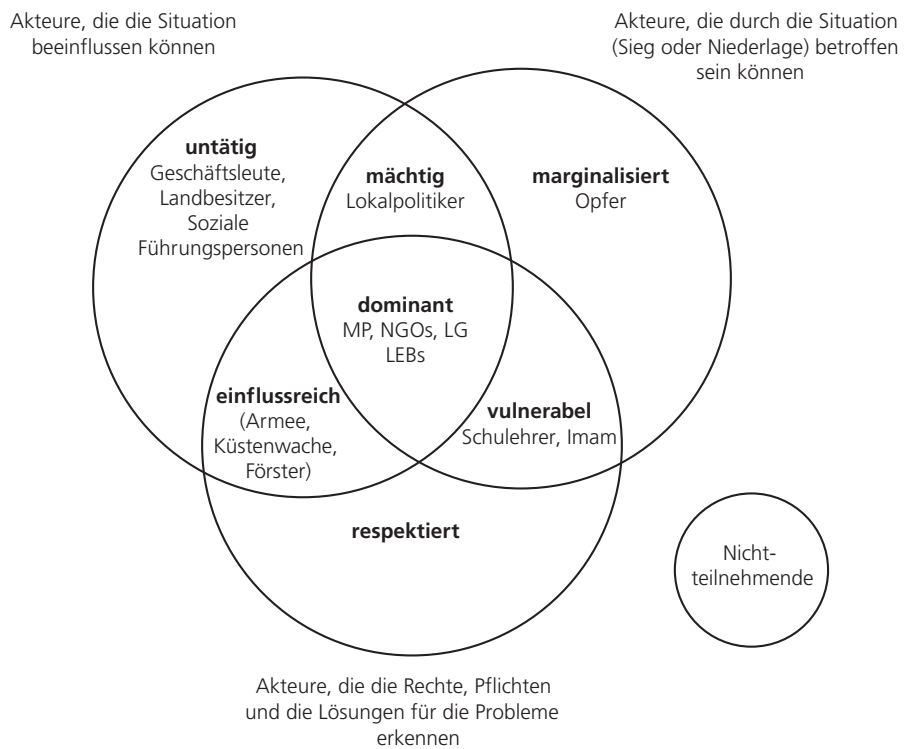 Akteure, die die Situation
beeinflussen können
Akteure, die durch die Situation
(Sieg oder Niederlage) betroffen
sein können
untätig
Geschäftsleute,
Landbesitzer,
Soziale
Führungspersonen
mächtig
Lokalpolitiker
marginalisiert
Opfer
dominant
MP, NGOs, LG
LEBs
einflussreich
(Armee,
Küstenwache,
Förster)
vulnerabel
Schulehrer, Imam
respektiert
Nicht-
teilnehmende
Akteure, die die Rechte, Pflichten
und die Lösungen für die Probleme
erkennen